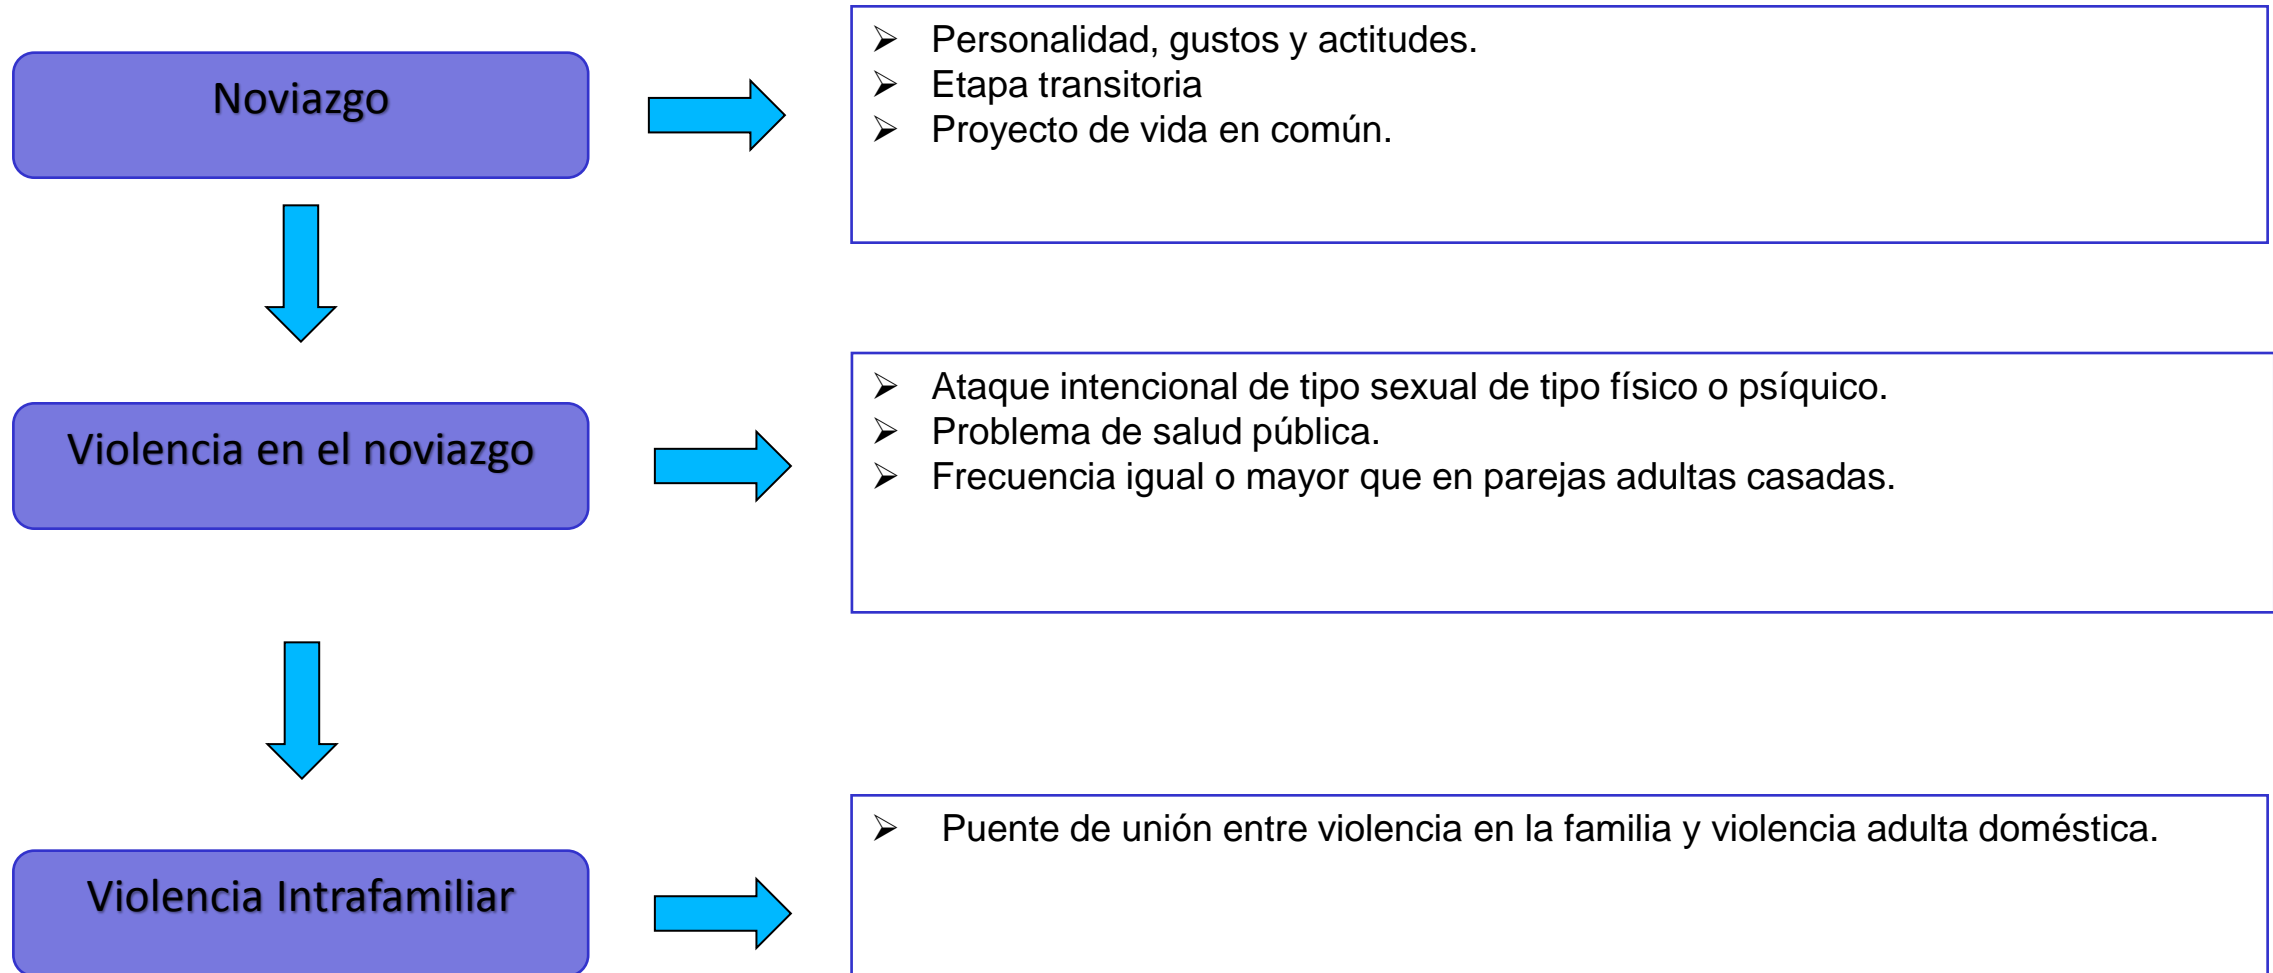 Noviazgo
➢ Personalidad, gustos y actitudes.
➢ Etapa transitoria
➢ Proyecto de vida en común.
Violencia en el noviazgo
➢ Ataque intencional de tipo sexual de tipo físico o psíquico.
➢ Problema de salud pública.
➢ Frecuencia igual o mayor que en parejas adultas casadas.
Violencia Intrafamiliar
➢ Puente de unión entre violencia en la familia y violencia adulta doméstica.